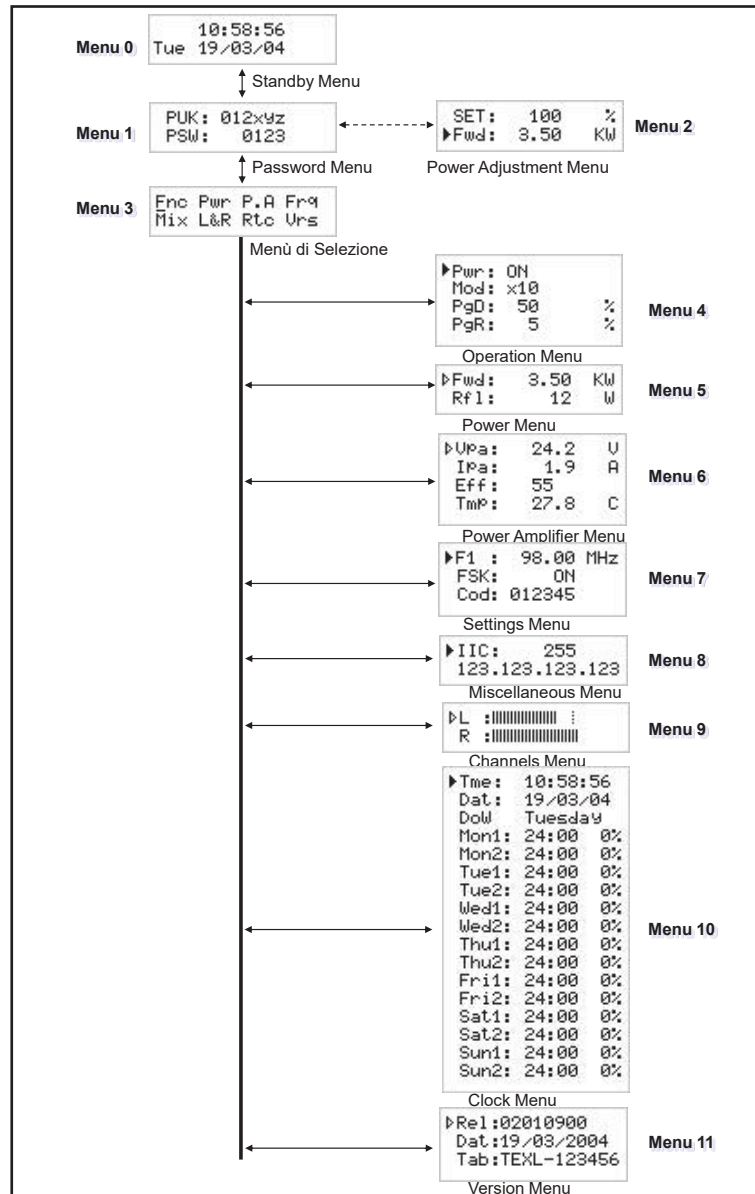 Menu 0
10:58:56
Tue 19/03/04
Standby Menu
Menu 1
PUK: 012xyz
PSW: 0123
SET: 100 %
Fwd: 3.50 KW
Menu 2
Password Menu
Power Adjustment Menu
Menu 3
Fnc Pwr P.A Frq
Mix L&R Rtc Vrs
Menù di Selezione
Pwr: ON
Mod: x10
PgD: 50 %
PgR: 5 %
Menu 4
Operation Menu
Fwd: 3.50 KW
Rfl: 12 W
Menu 5
Power Menu
Vpa: 24.2 V
Ipa: 1.9 A
Eff: 55
Tmp: 27.8 C
Menu 6
Power Amplifier Menu
F1 : 98.00 MHz
FSK: ON
Cod: 012345
Menu 7
Settings Menu
IIC: 255
123.123.123.123
Menu 8
Miscellaneous Menu
L :
R :
Menu 9
Channels Menu
Tme: 10:58:56
Dat: 19/03/04
DoW Tuesday
Mon1: 24:00 0%
Mon2: 24:00 0%
Tue1: 24:00 0%
Tue2: 24:00 0%
Wed1: 24:00 0%
Wed2: 24:00 0%
Thu1: 24:00 0%
Thu2: 24:00 0%
Fri1: 24:00 0%
Fri2: 24:00 0%
Sat1: 24:00 0%
Sat2: 24:00 0%
Sun1: 24:00 0%
Sun2: 24:00 0%
Menu 10
Clock Menu
Rel:02010900
Dat:19/03/2004
Tab:TEXL-123456
Menu 11
Version Menu